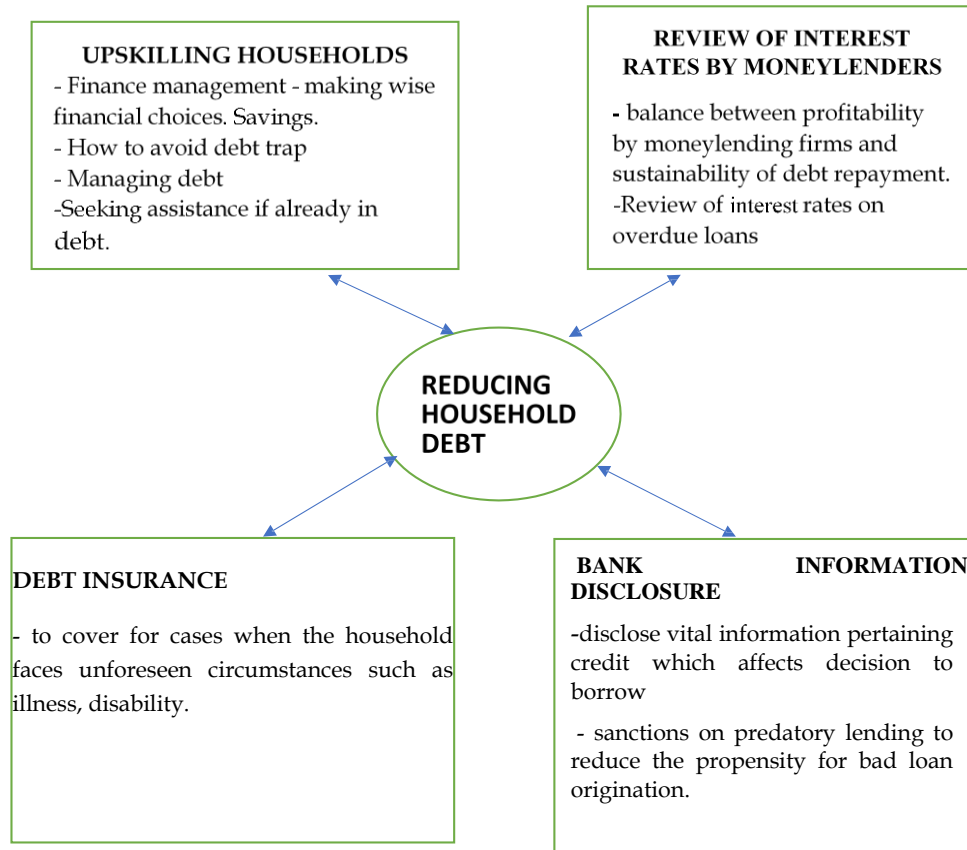 UPSKILLING HOUSEHOLDS
- Finance management - making wise
financial choices. Savings.
- How to avoid debt trap
- Managing debt
-Seeking assistance if already in
debt.
REVIEW OF INTEREST
RATES BY MONEYLENDERS
- balance between profitability
by moneylending firms and
sustainability of debt repayment.
-Review of interest rates on
overdue loans
REDUCING
HOUSEHOLD
DEBT
DEBT INSURANCE
- to cover for cases when the household
faces unforeseen circumstances such as
illness, disability.
BANK INFORMATION
DISCLOSURE
-disclose vital information pertaining
credit which affects decision to
borrow
- sanctions on predatory lending to
reduce the propensity for bad loan
origination.